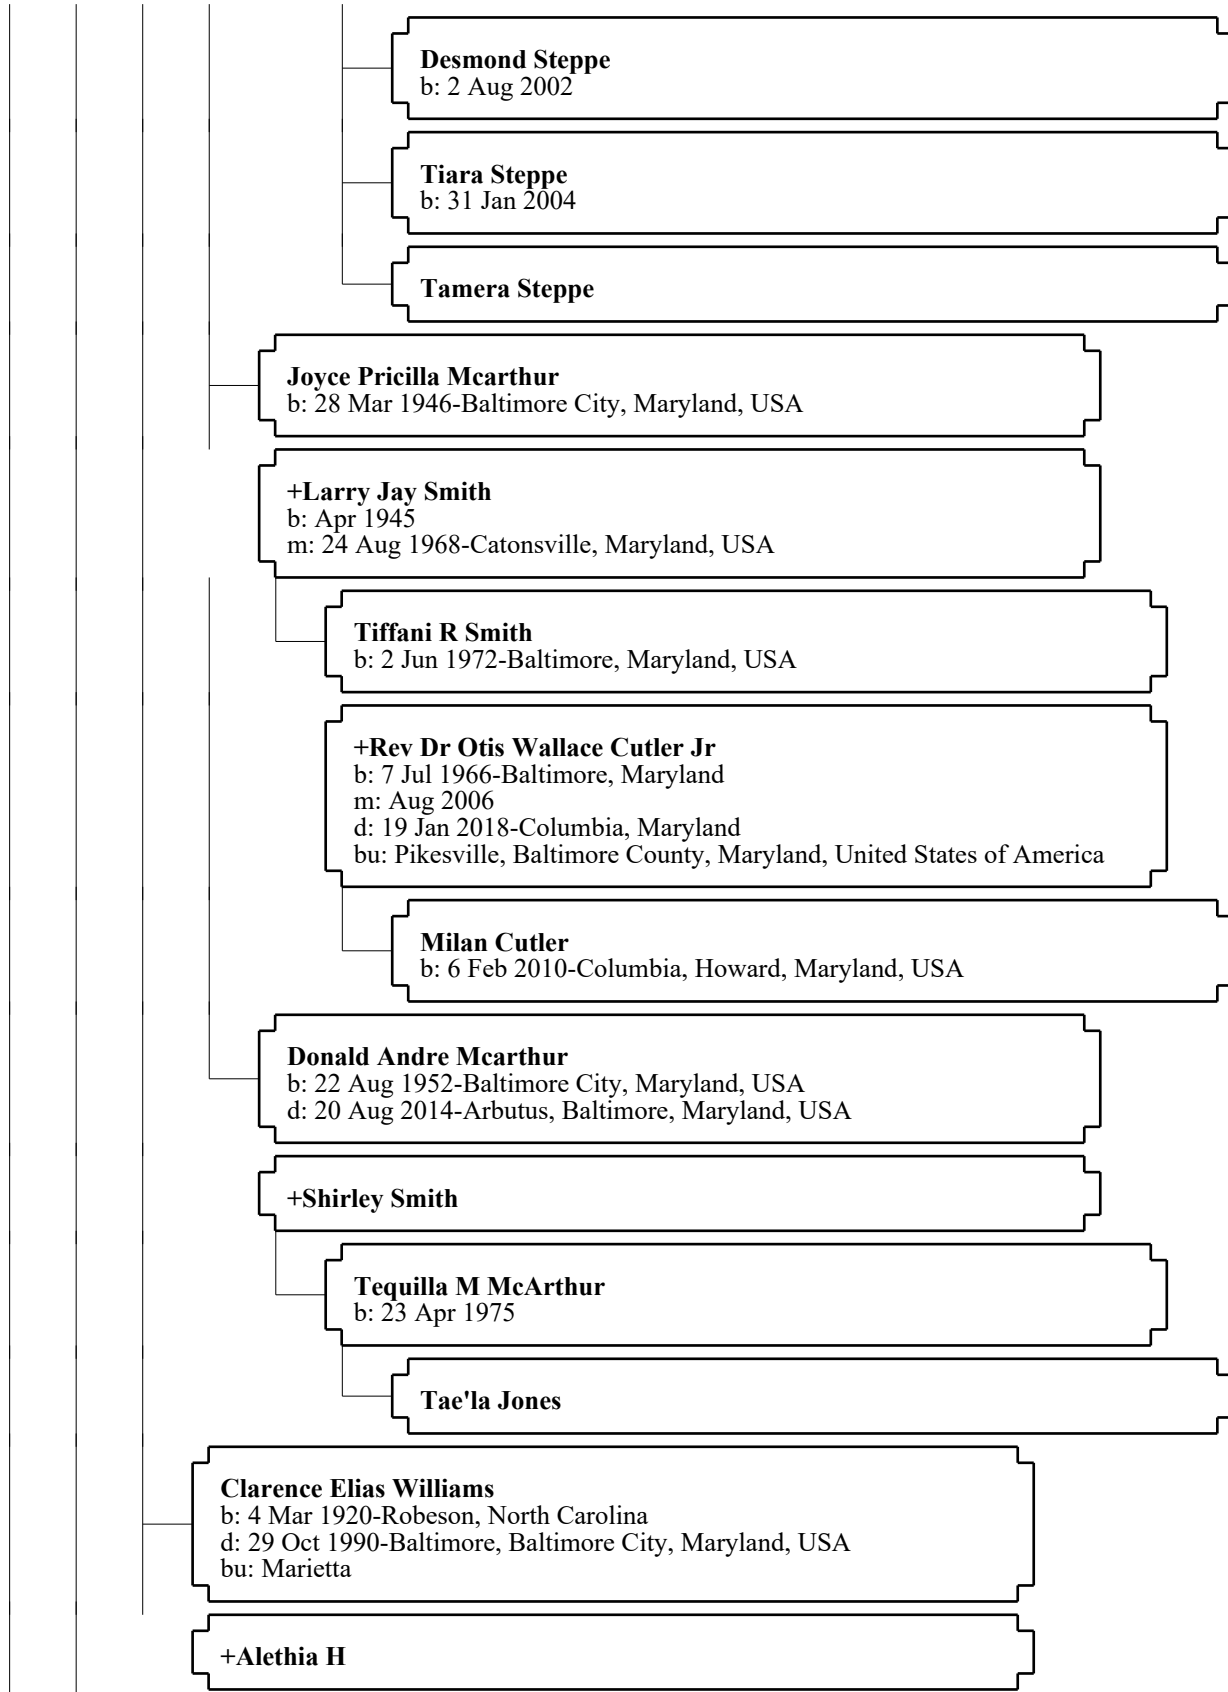 Desmond Steppe
b: 2 Aug 2002
Tiara Steppe
b: 31 Jan 2004
Tamera Steppe
Joyce Pricilla Mcarthur
b: 28 Mar 1946-Baltimore City, Maryland, USA
+Larry Jay Smith
b: Apr 1945
m: 24 Aug 1968-Catonsville, Maryland, USA
Tiffani R Smith
b: 2 Jun 1972-Baltimore, Maryland, USA
+Rev Dr Otis Wallace Cutler Jr
b: 7 Jul 1966-Baltimore, Maryland
m: Aug 2006
d: 19 Jan 2018-Columbia, Maryland
bu: Pikesville, Baltimore County, Maryland, United States of America
Milan Cutler
b: 6 Feb 2010-Columbia, Howard, Maryland, USA
Donald Andre Mcarthur
b: 22 Aug 1952-Baltimore City, Maryland, USA
d: 20 Aug 2014-Arbutus, Baltimore, Maryland, USA
+Shirley Smith
Tequilla M McArthur
b: 23 Apr 1975
Tae'la Jones
Clarence Elias Williams
b: 4 Mar 1920-Robeson, North Carolina
d: 29 Oct 1990-Baltimore, Baltimore City, Maryland, USA
bu: Marietta
+Alethia H